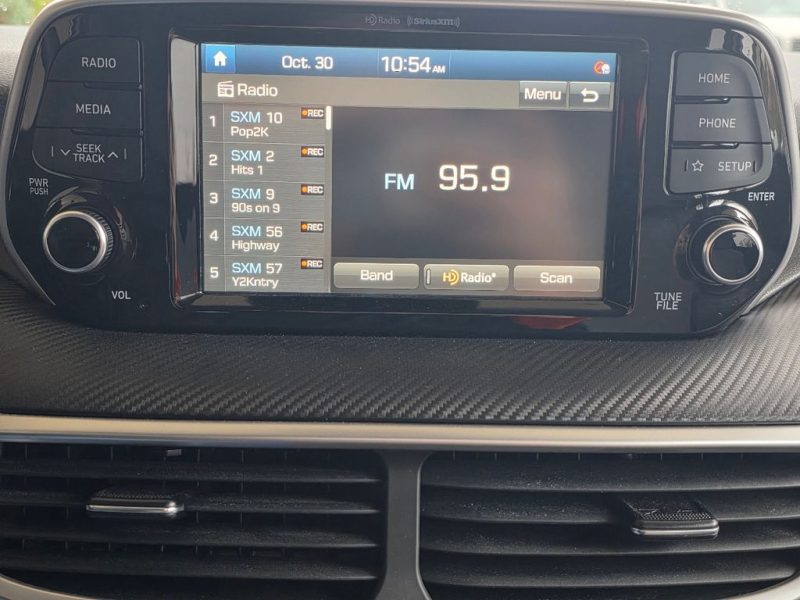 HD Radio ((SiriusXM))
RADIO
MEDIA
SEEK
TRACK
PWR
PUSH
VOL
Oct. 30 10:54 AM
Radio
Menu
1 SXM 10 REC
Pop2K
2 SXM 2 REC
Hits 1
3 SXM 9 REC
90s on 9
4 SXM 56 REC
Highway
5 SXM 57 REC
Y2Kntry
FM 95.9
Band
HD Radio®
Scan
HOME
PHONE
SETUP
ENTER
TUNE
FILE